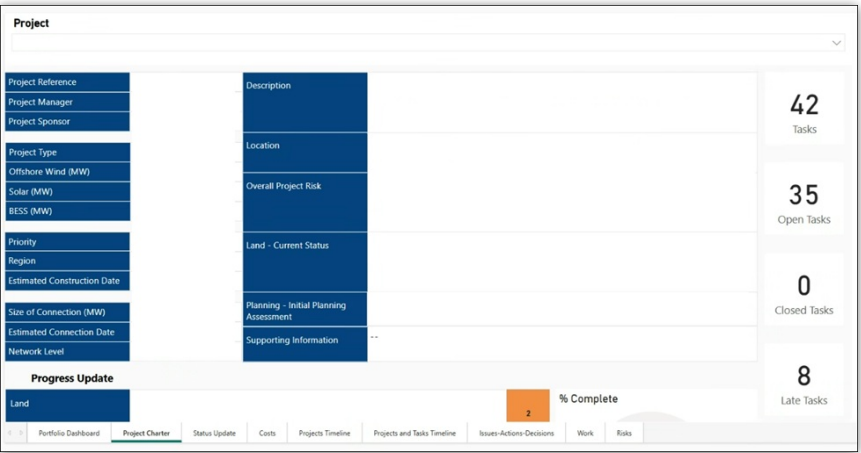 Project
Project Reference
Project Manager
Project Sponsor
Project Type
Offshore Wind (MW)
Solar (MW)
BESS (MW)
Priority
Region
Estimated Construction Date
Size of Connection (MW)
Estimated Connection Date
Network Level
Description
Location
Overall Project Risk
Land - Current Status
Planning - Initial Planning
Assessment
Supporting Information
--
42
Tasks
35
Open Tasks
0
Closed Tasks
8
Late Tasks
Progress Update
Land
2
% Complete
Portfolio Dashboard
Project Charter
Status Update
Costs
Projects Timeline
Projects and Tasks Timeline
Issues-Actions-Decisions
Work
Risks